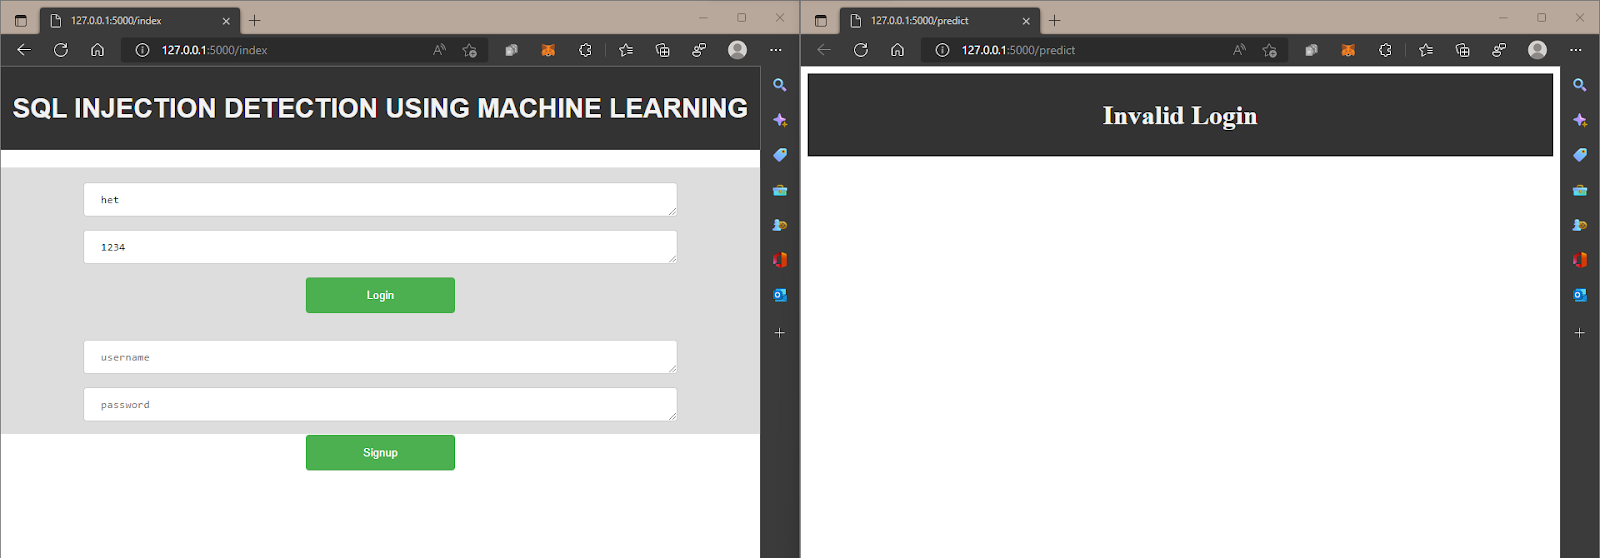 127.0.0.1:5000/index
127.0.0.1:5000/index
SQL INJECTION DETECTION USING MACHINE LEARNING
het
1234
Login
username
password
Signup
127.0.0.1:5000/predict
127.0.0.1:5000/predict
Invalid Login